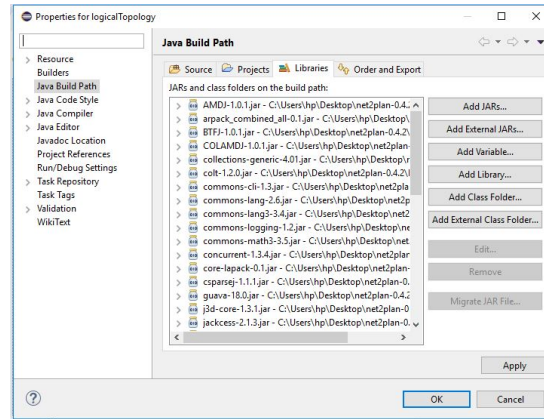 Properties for logicalTopology
Java Build Path
Resource
Builders
Java Build Path
Java Code Style
Java Compiler
Java Editor
Javadoc Location
Project References
Run/Debug Settings
Task Repository
Task Tags
Validation
WikiText
Source Projects Libraries Order and Export
JARs and class folders on the build path:
AMDJ-1.0.1.jar - C:\Users\hp\Desktop\net2plan-0.4.2
arpack_combined_all-0.1.jar - C:\Users\hp\Desktop\
BTFJ-1.0.1.jar - C:\Users\hp\Desktop\net2plan-0.4.2\
COLAMDJ-1.0.1.jar - C:\Users\hp\Desktop\net2plan-
collections-generic-4.01.jar - C:\Users\hp\Desktop\n
colt-1.2.0.jar - C:\Users\hp\Desktop\net2plan-0.4.2\l
commons-cli-1.3.jar - C:\Users\hp\Desktop\net2pla
commons-lang-2.6.jar - C:\Users\hp\Desktop\net2p
commons-lang3-3.4.jar - C:\Users\hp\Desktop\net2
commons-logging-1.2.jar - C:\Users\hp\Desktop\ne
commons-math3-3.5.jar - C:\Users\hp\Desktop\net.
concurrent-1.3.4.jar - C:\Users\hp\Desktop\net2plar
core-lapack-0.1.jar - C:\Users\hp\Desktop\net2plan-
csparsej-1.1.1.jar - C:\Users\hp\Desktop\net2plan-0.
guava-18.0.jar - C:\Users\hp\Desktop\net2plan-0.4.2
j3d-core-1.3.1.jar - C:\Users\hp\Desktop\net2plan-0
jackcess-2.1.3.jar - C:\Users\hp\Desktop\net2plan-0.
Add JARs...
Add External JARs...
Add Variable...
Add Library...
Add Class Folder...
Add External Class Folder...
Edit...
Remove
Migrate JAR File...
Apply
OK Cancel